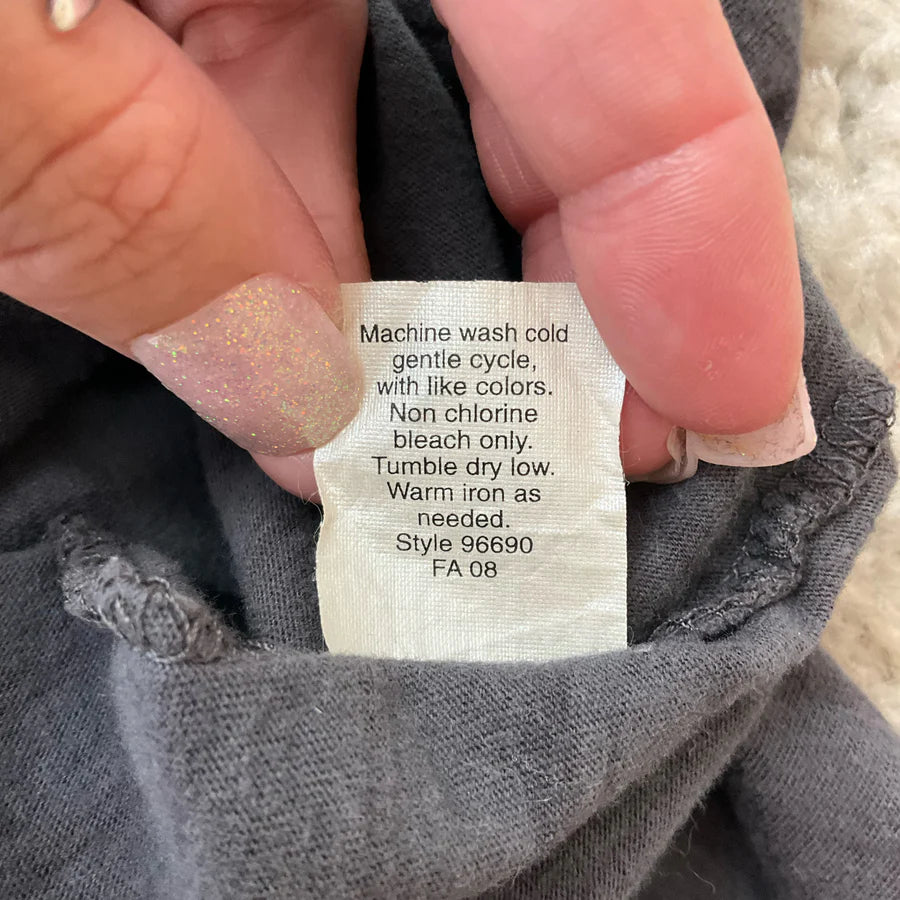 Machine wash cold
gentle cycle,
with like colors.
Non chlorine
bleach only.
Tumble dry low.
Warm iron as
needed.
Style 96690
FA 08